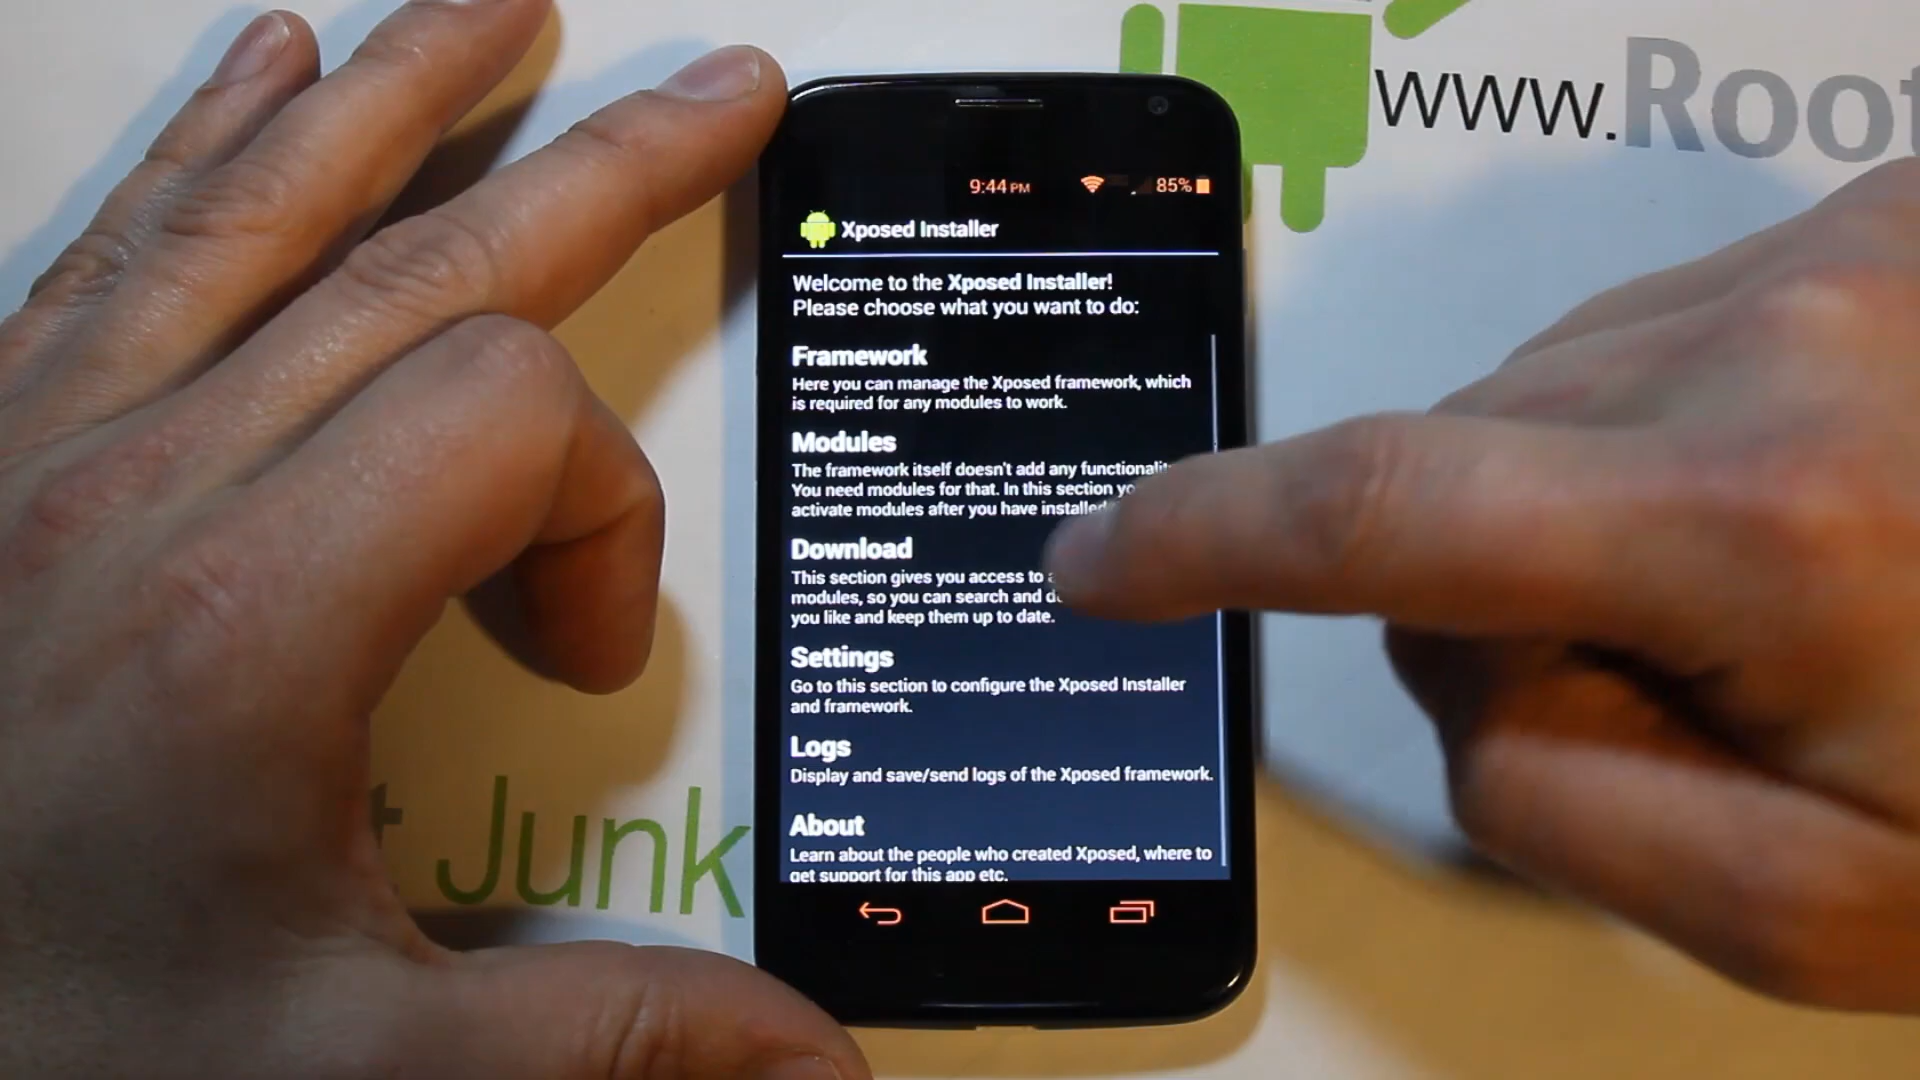 www.Root
9:44 PM 85%
Xposed Installer
Welcome to the Xposed Installer!
Please choose what you want to do:
Framework
Here you can manage the Xposed framework, which
is required for any modules to work.
Modules
The framework itself doesn't add any functionality
You need modules for that. In this section
activate modules after you have installed
Download
This section gives you access to
modules, so you can search and
you like and keep them up to date.
Settings
Go to this section to configure the Xposed Installer
and framework.
Logs
Display and save/send logs of the Xposed framework.
About
Learn about the people who created Xposed, where to
get support for this app etc.
t Junk